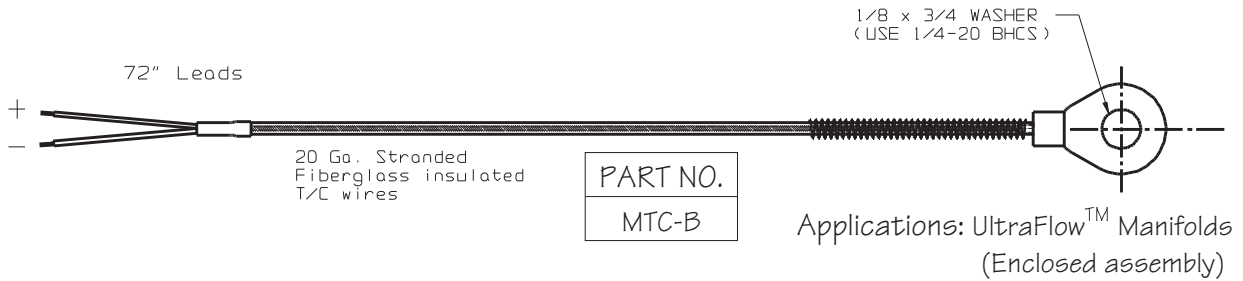 1/8 x 3/4 WASHER
(USE 1/4-20 BHCS)
72" Leads
+
−
20 Ga. Stranded
Fiberglass insulated
T/C wires
PART NO.
MTC-B
Applications: UltraFlow™ Manifolds
(Enclosed assembly)